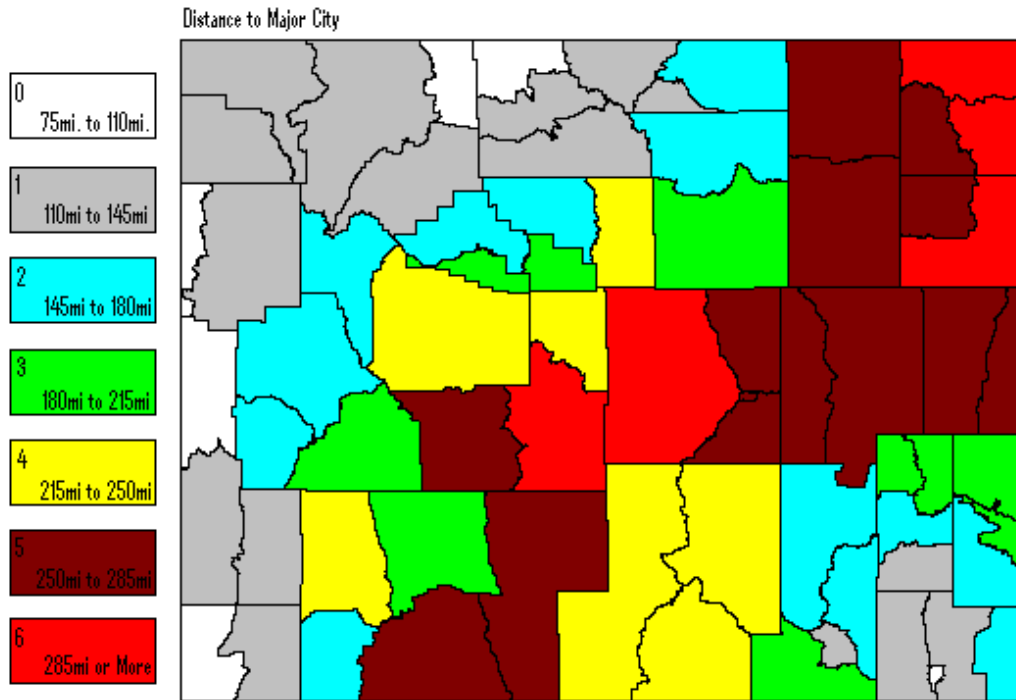 Distance to Major City
0
75mi. to 110mi.
1
110mi to 145mi
2
145mi to 180mi
3
180mi to 215mi
4
215mi to 250mi
5
250mi to 285mi
6
285mi or More